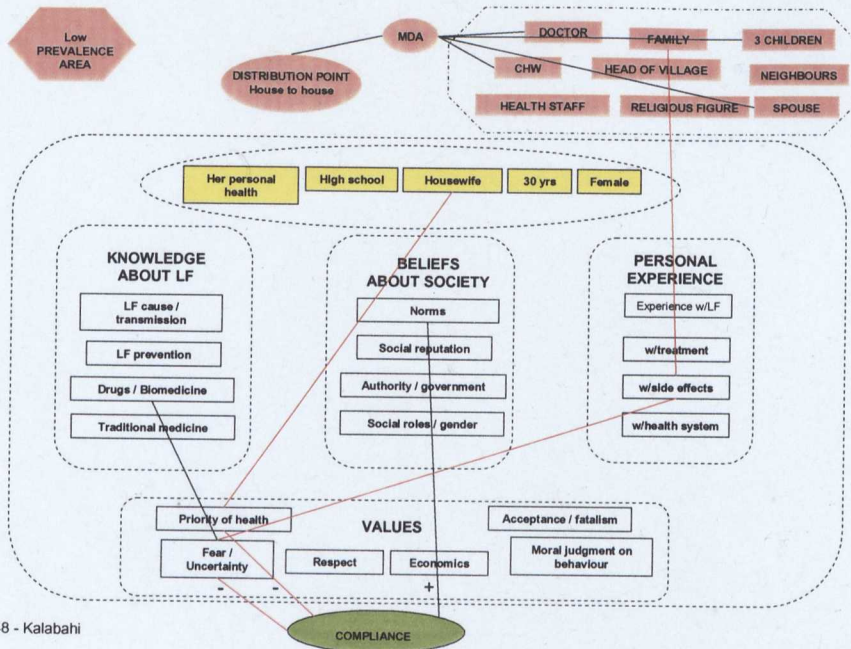 Low
PREVALENCE
AREA
MDA
DISTRIBUTION POINT
House to house
DOCTOR
FAMILY
3 CHILDREN
CHW
HEAD OF VILLAGE
NEIGHBOURS
HEALTH STAFF
RELIGIOUS FIGURE
SPOUSE
Her personal
health
High school
Housewife
30 yrs
Female
KNOWLEDGE
ABOUT LF
LF cause /
transmission
LF prevention
Drugs / Biomedicine
Traditional medicine
BELIEFS
ABOUT SOCIETY
Norms
Social reputation
Authority / government
Social roles / gender
PERSONAL
EXPERIENCE
Experience w/LF
w/treatment
w/side effects
w/health system
VALUES
Priority of health
Acceptance / fatalism
Fear /
Uncertainty
Respect
Economics
Moral judgment on
behaviour
- - +
COMPLIANCE
8 - Kalabahi